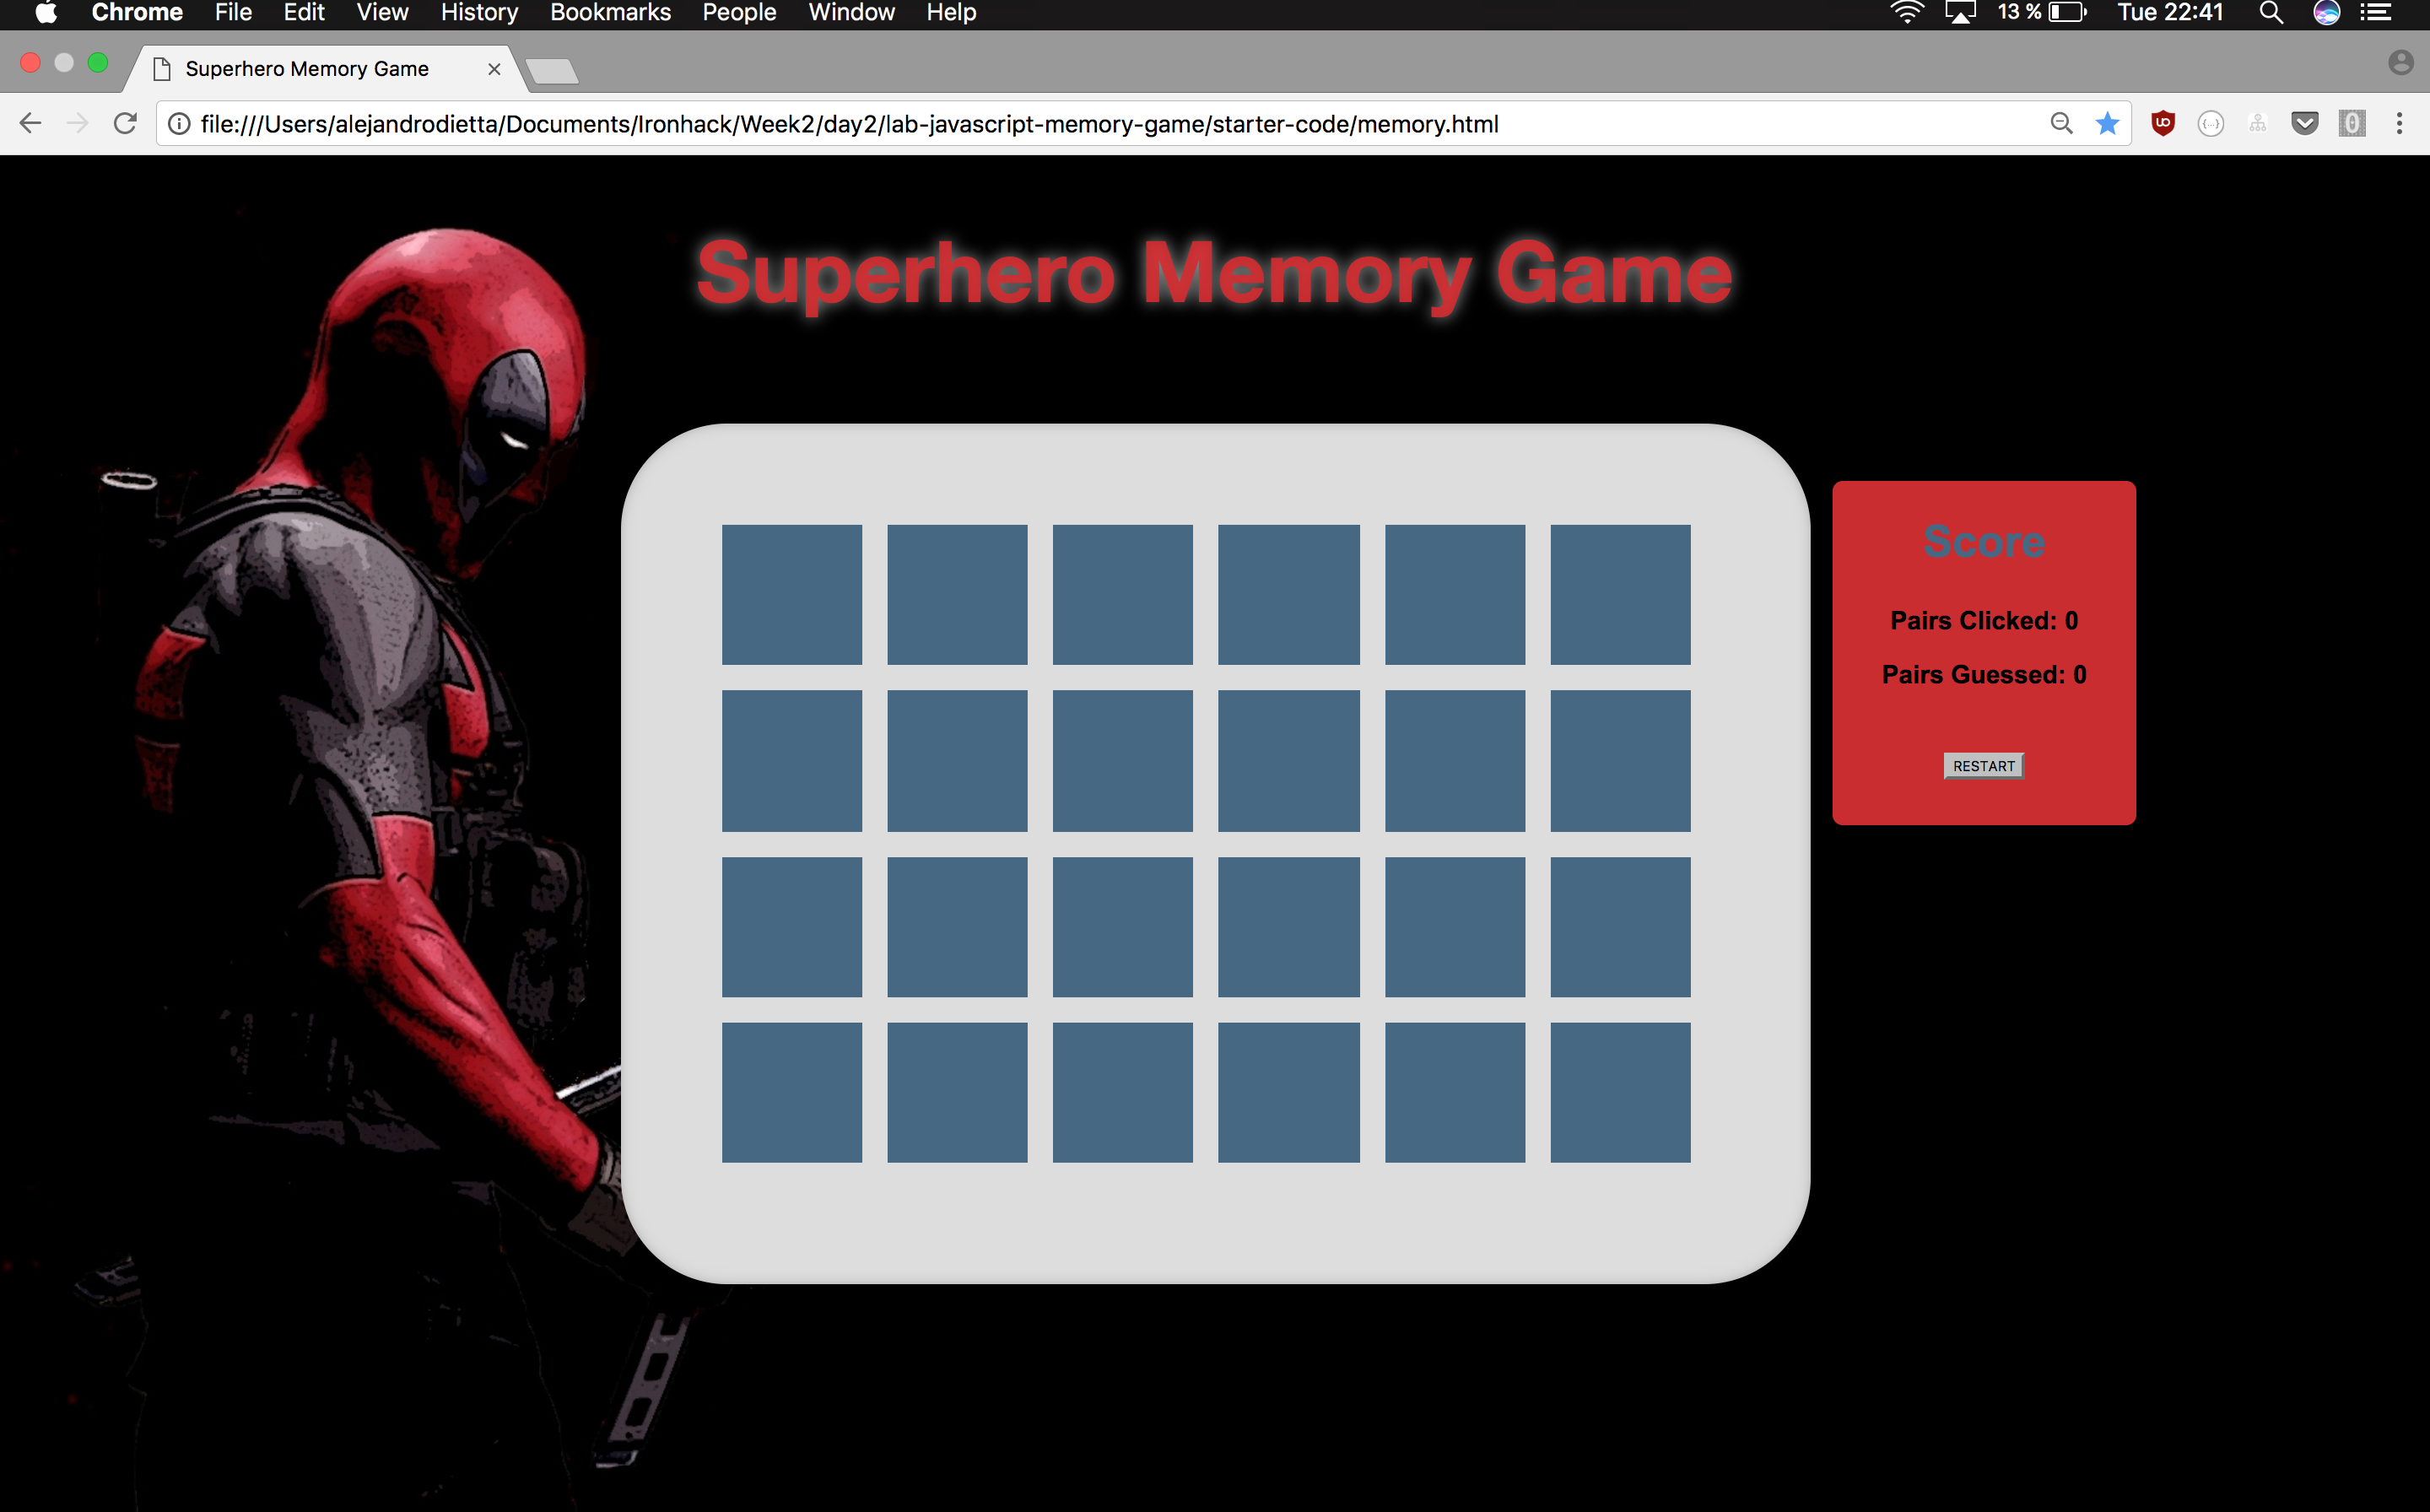 Chrome File Edit View History Bookmarks People Window Help 13 % Tue 22:41
Superhero Memory Game
file:///Users/alejandrodietta/Documents/Ironhack/Week2/day2/lab-javascript-memory-game/starter-code/memory.html
Superhero Memory Game
Score
Pairs Clicked: 0
Pairs Guessed: 0
RESTART